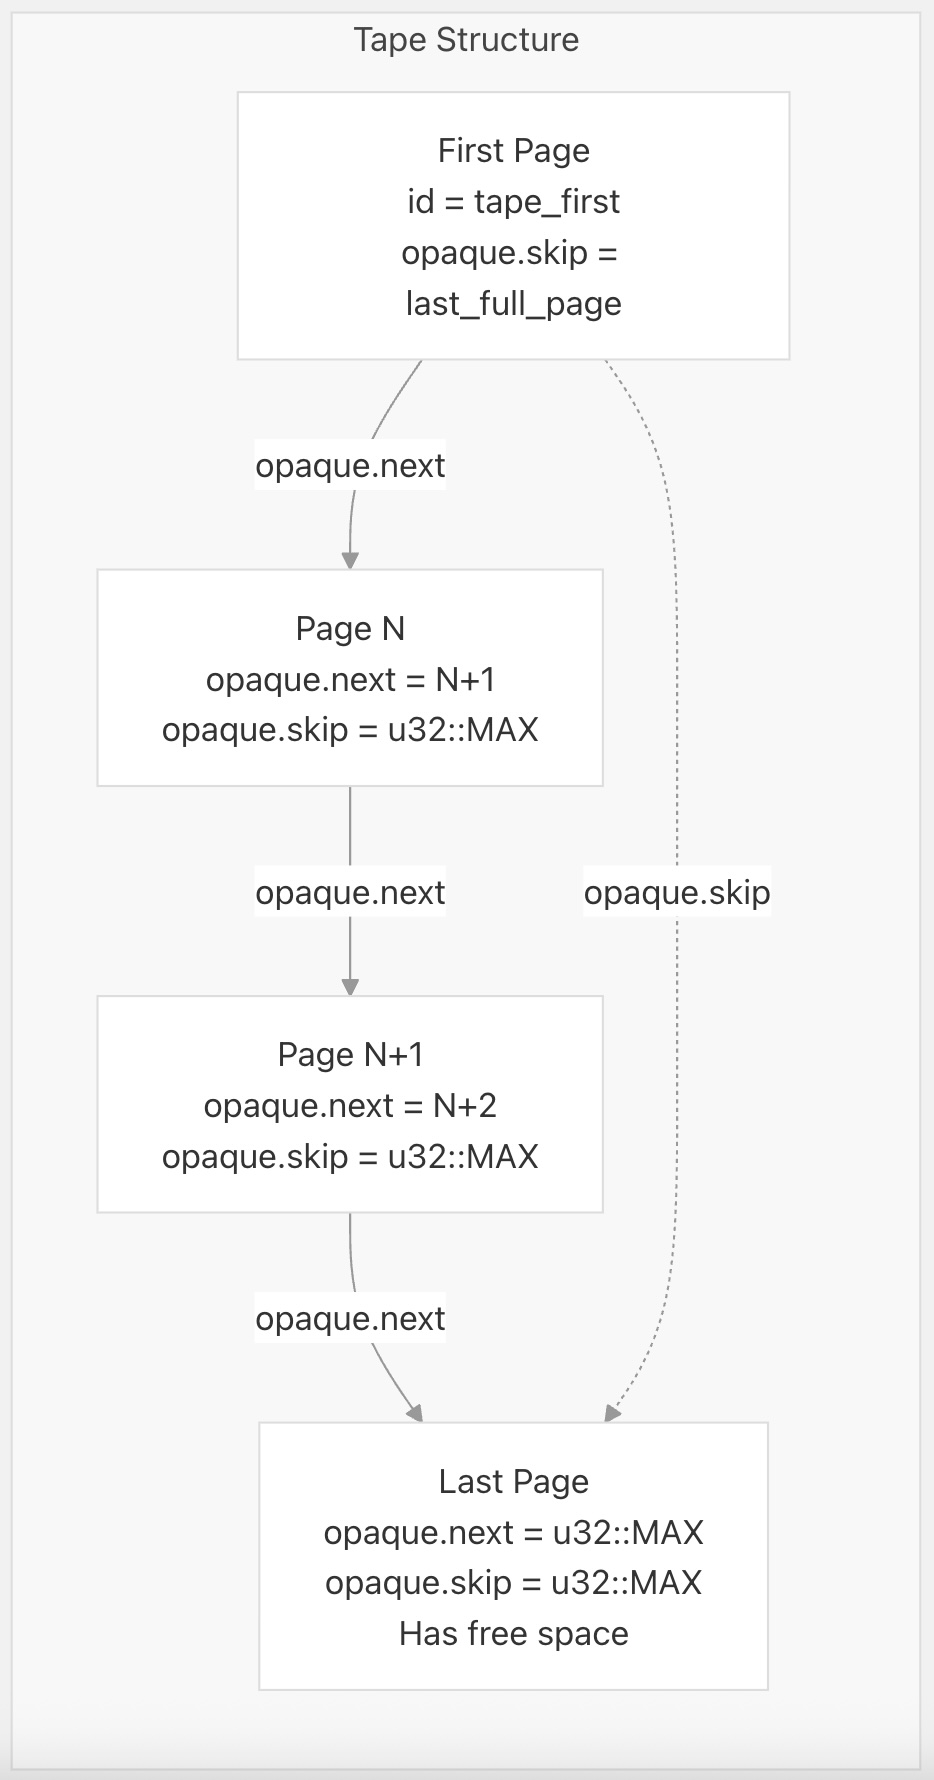 Tape Structure
First Page
id = tape_first
opaque.skip =
last_full_page
opaque.next
Page N
opaque.next = N+1
opaque.skip = u32::MAX
opaque.next
opaque.skip
Page N+1
opaque.next = N+2
opaque.skip = u32::MAX
opaque.next
Last Page
opaque.next = u32::MAX
opaque.skip = u32::MAX
Has free space